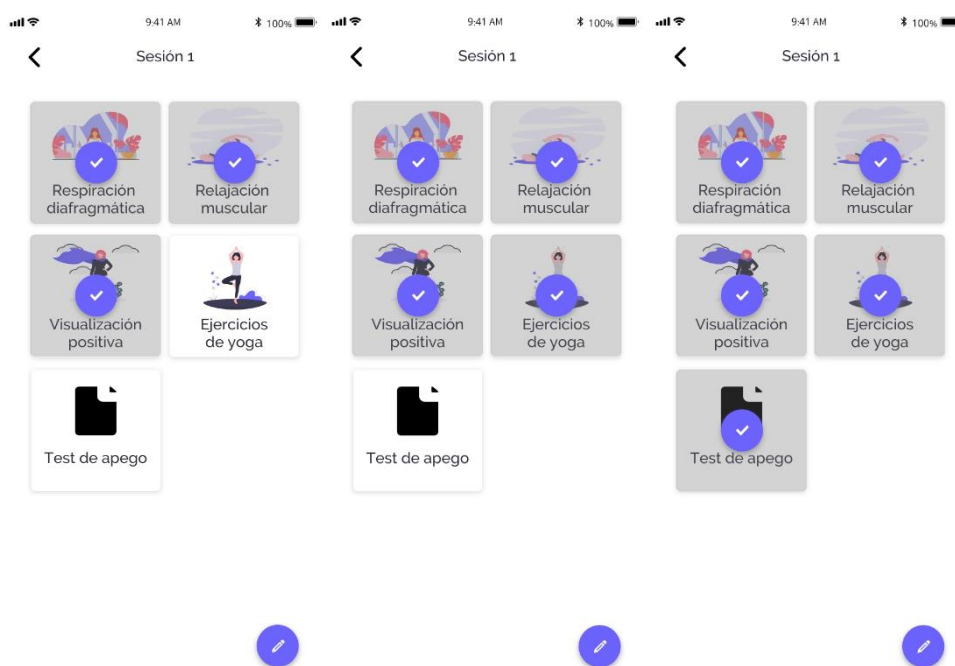 9:41 AM
100%
Sesión 1
Respiración
diafragmática
Relajación
muscular
Visualización
positiva
Ejercicios
de yoga
Test de apego
9:41 AM
100%
Sesión 1
Respiración
diafragmática
Relajación
muscular
Visualización
positiva
Ejercicios
de yoga
Test de apego
9:41 AM
100%
Sesión 1
Respiración
diafragmática
Relajación
muscular
Visualización
positiva
Ejercicios
de yoga
Test de apego